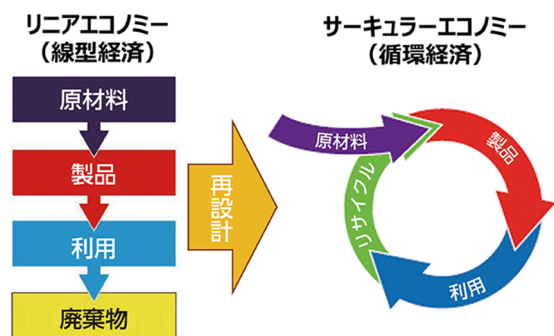 リニアエコノミー
（線型経済）
原材料
製品
利用
廃棄物
再設計
サーキュラーエコノミー
（循環経済）
原材料
製品
利用
リサイクル